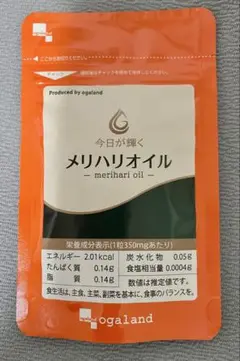 Produced by ogaland
今日が輝く
メリハリオイル
— merihari oil —
栄養成分表示(1粒350mgあたり)
エネルギー 2.01kcal 炭水化物 0.05g
たんぱく質 0.14g 食塩相当量 0.0004g
脂質 0.14g 数値は推定値です。
食生活は、主食、主菜、副菜を基本に、食事のバランスを。
ogaland